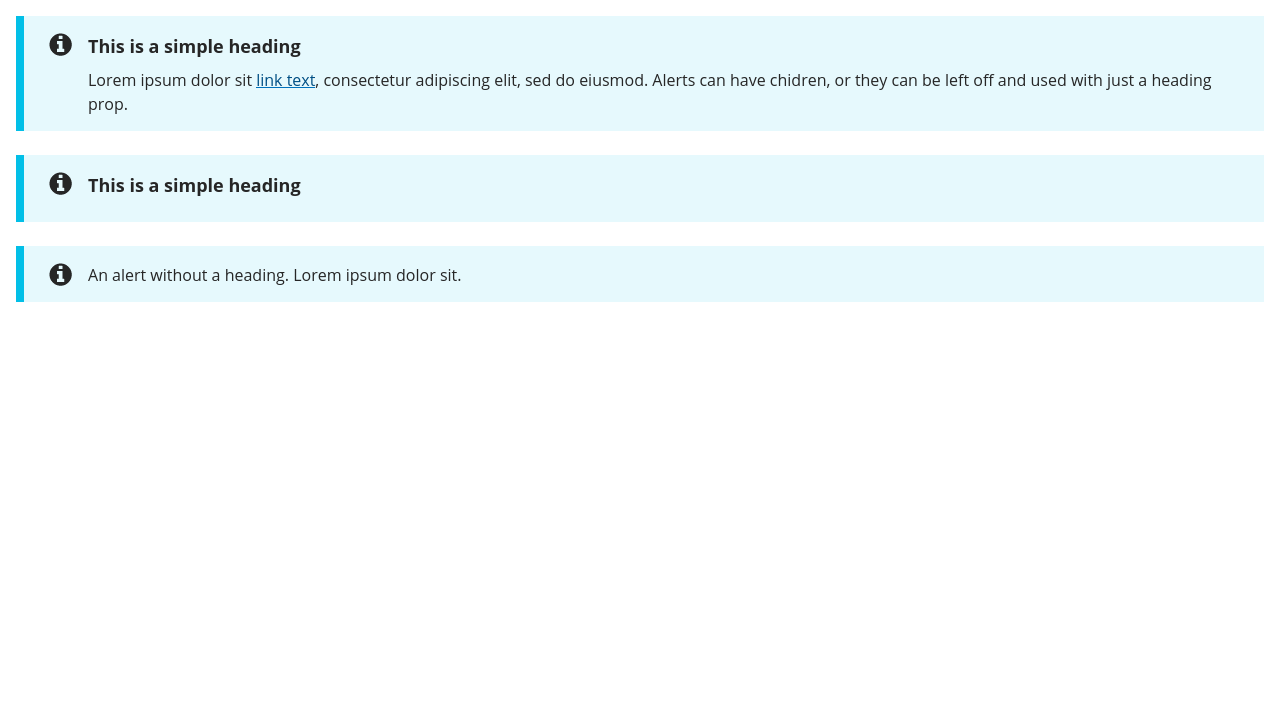 This is a simple heading
Lorem ipsum dolor sit link text, consectetur adipiscing elit, sed do eiusmod. Alerts can have chidren, or they can be left off and used with just a heading
prop.
This is a simple heading
An alert without a heading. Lorem ipsum dolor sit.